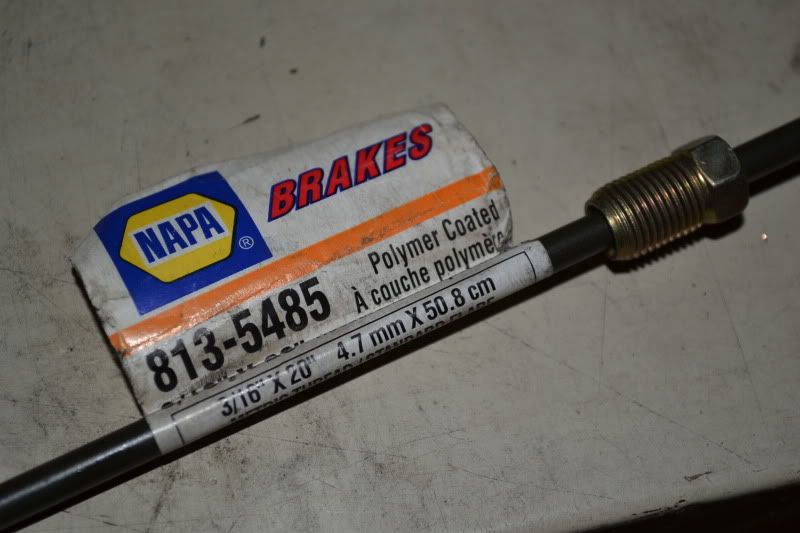 NAPA®
BRAKES
813-5485
Polymer Coated
À couche polymère
3/16" X 20" 4.7 mm X 50.8 cm